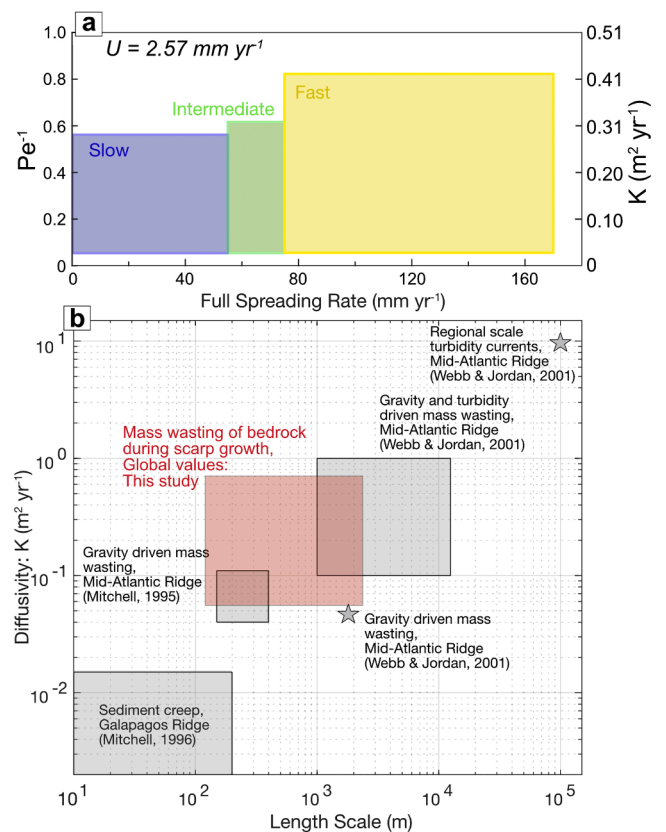 a
U = 2.57 mm yr⁻¹
1.0
0.8
0.6
0.4
0.2
0
Pe⁻¹
0.51
0.41
0.31
0.20
0.10
0
K (m² yr⁻¹)
Fast
Intermediate
Slow
0 40 80 120 160
Full Spreading Rate (mm yr⁻¹)
b
10¹
10⁰
10⁻¹
10⁻²
Diffusivity: K (m² yr⁻¹)
Regional scale
turbidity currents,
Mid-Atlantic Ridge
(Webb & Jordan, 2001)
Gravity and turbidity
driven mass wasting,
Mid-Atlantic Ridge
(Webb & Jordan, 2001)
Mass wasting of bedrock
during scarp growth,
Global values:
This study
Gravity driven mass
wasting,
Mid-Atlantic Ridge
(Mitchell, 1995)
Gravity driven mass
wasting,
Mid-Atlantic Ridge
(Webb & Jordan, 2001)
Sediment creep,
Galapagos Ridge
(Mitchell, 1996)
10¹ 10² 10³ 10⁴ 10⁵
Length Scale (m)